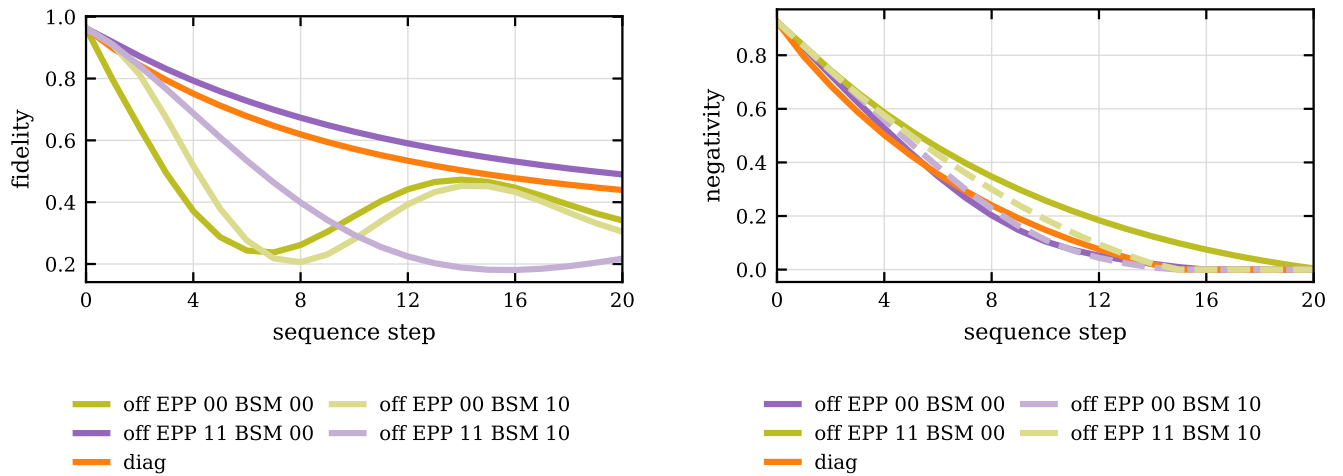 1.0
0.8
0.6
0.4
0.2
fidelity
0 4 8 12 16 20
sequence step
off EPP 00 BSM 00 off EPP 00 BSM 10
off EPP 11 BSM 00 off EPP 11 BSM 10
diag
0.8
0.6
0.4
0.2
0.0
negativity
0 4 8 12 16 20
sequence step
off EPP 00 BSM 00 off EPP 00 BSM 10
off EPP 11 BSM 00 off EPP 11 BSM 10
diag